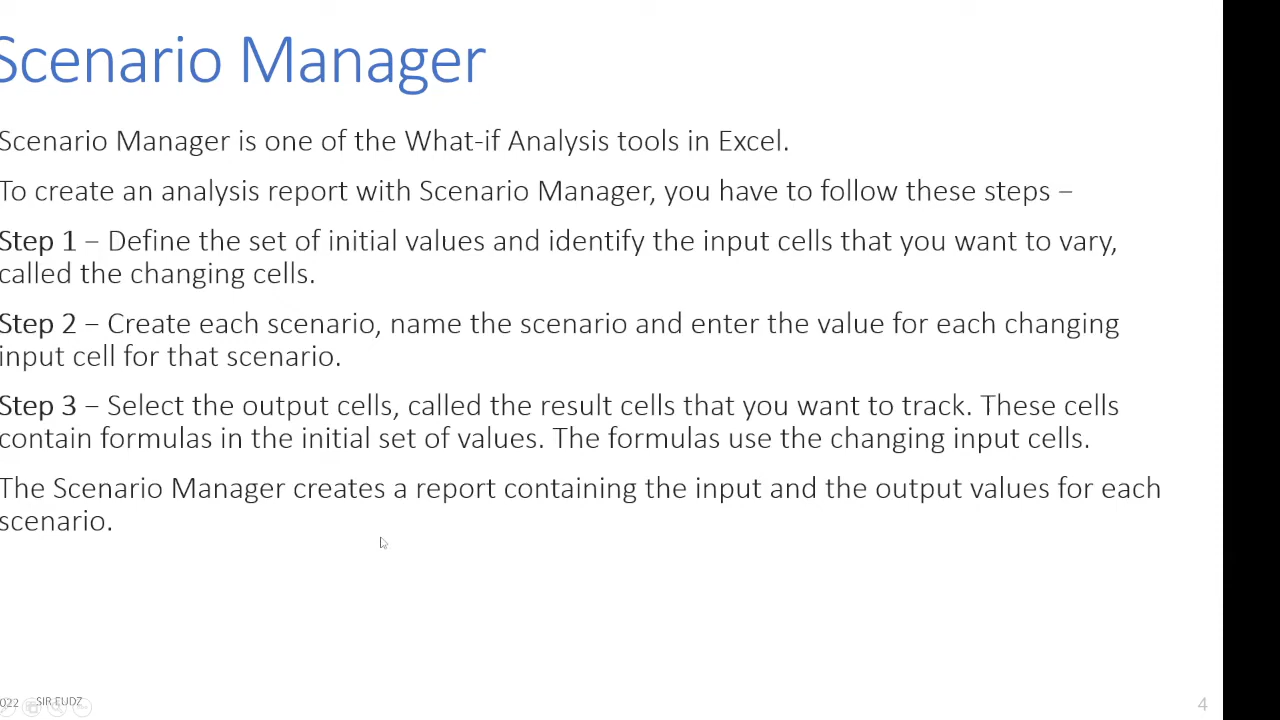 Scenario Manager
Scenario Manager is one of the What-if Analysis tools in Excel.
To create an analysis report with Scenario Manager, you have to follow these steps –
Step 1 – Define the set of initial values and identify the input cells that you want to vary,
called the changing cells.
Step 2 – Create each scenario, name the scenario and enter the value for each changing
input cell for that scenario.
Step 3 – Select the output cells, called the result cells that you want to track. These cells
contain formulas in the initial set of values. The formulas use the changing input cells.
The Scenario Manager creates a report containing the input and the output values for each
scenario.
022 SIR EUDZ
4